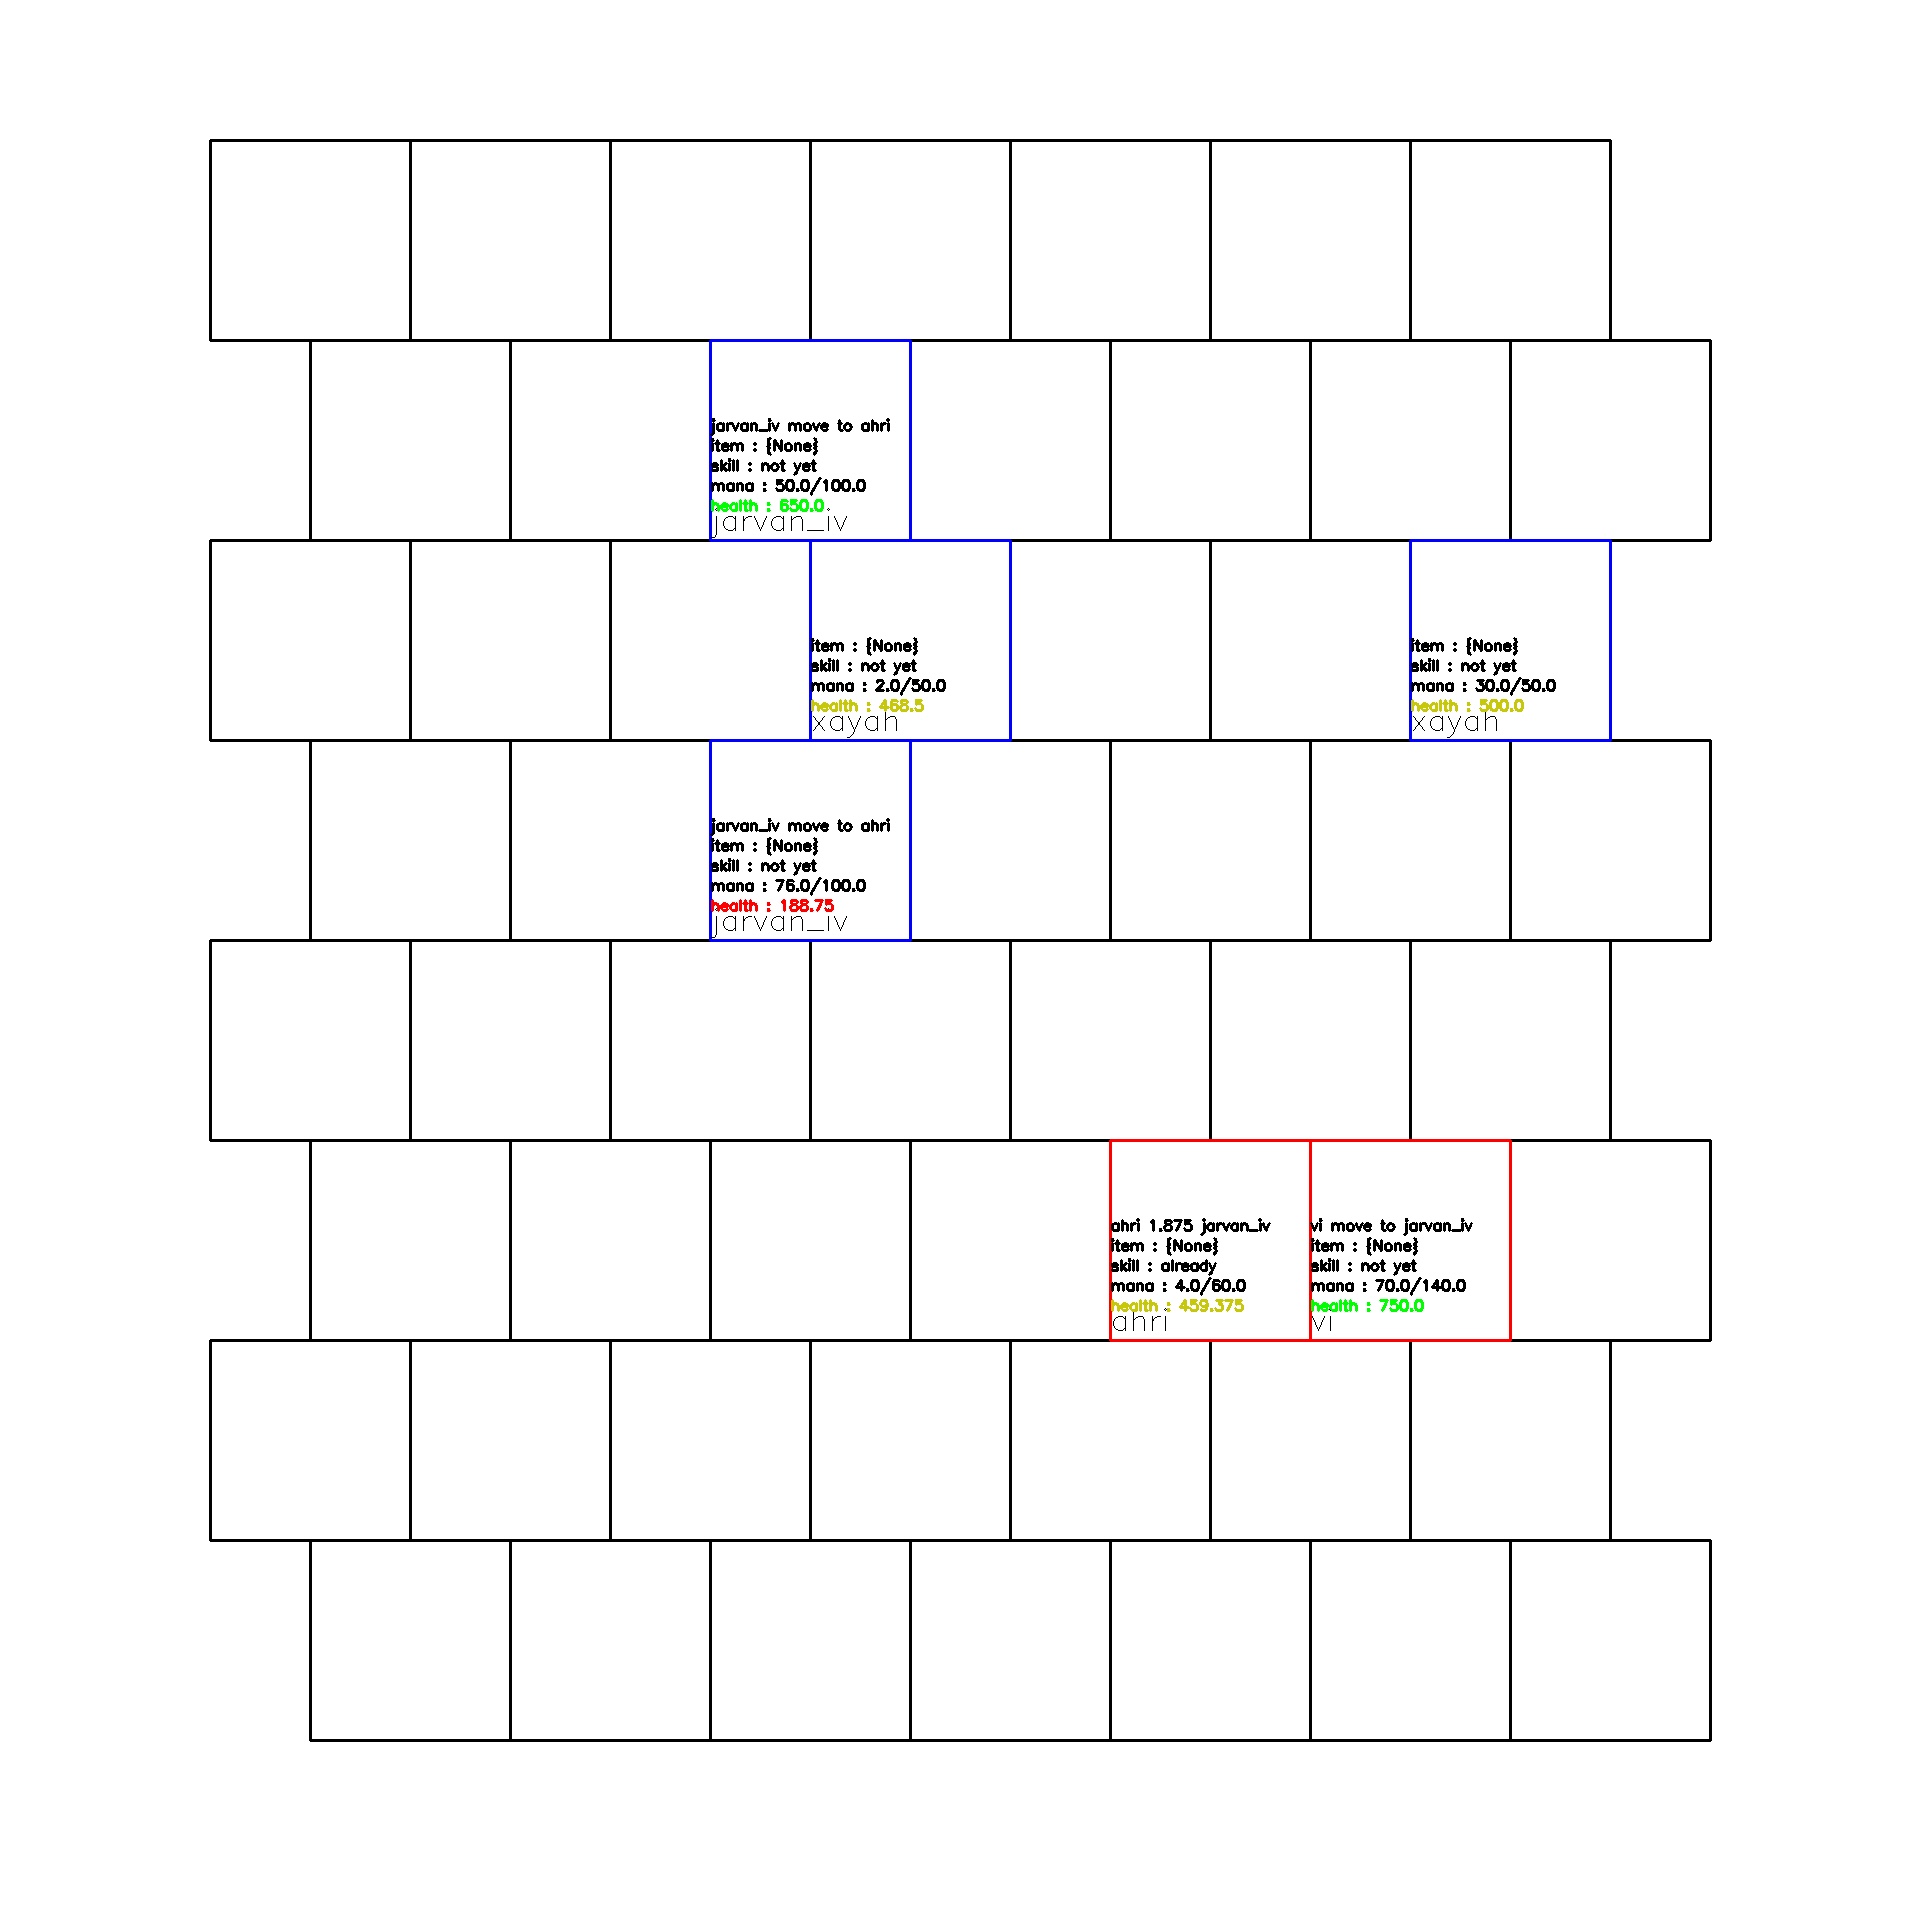 jarvan_iv move to ahri
item : {None}
skill : not yet
mana : 50.0/100.0
health : 650.0
jarvan_iv
item : {None}
skill : not yet
mana : 2.0/50.0
health : 468.5
xayah
item : {None}
skill : not yet
mana : 30.0/50.0
health : 500.0
xayah
jarvan_iv move to ahri
item : {None}
skill : not yet
mana : 76.0/100.0
health : 188.75
jarvan_iv
ahri 1.875 jarvan_iv
item : {None}
skill : already
mana : 4.0/60.0
health : 459.375
ahri
vi move to jarvan_iv
item : {None}
skill : not yet
mana : 70.0/140.0
health : 750.0
vi